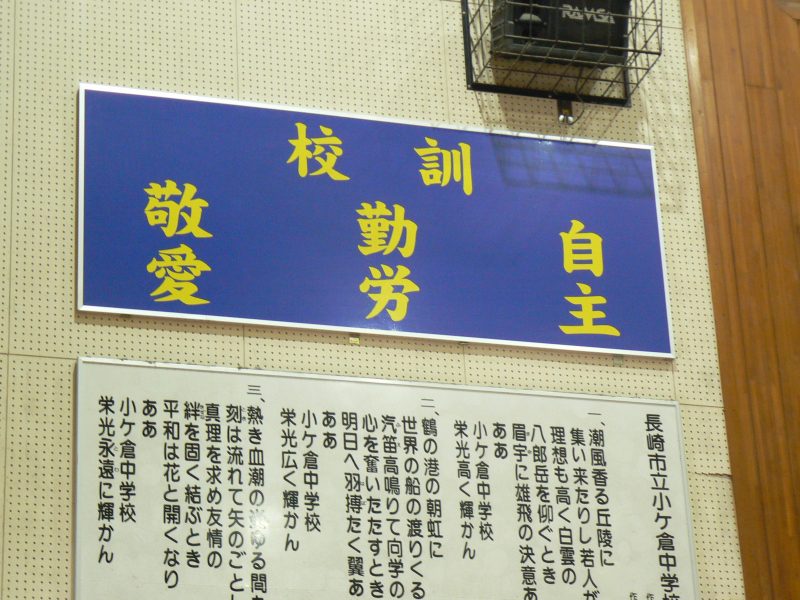 RAMSA
校訓
自主
勤労
敬愛
長崎市立小ケ倉中学校
一、潮風香る丘陵に
集い来たりし若人が
理想も高く白雲の
八郎岳を仰ぐとき
眉宇に雄飛の決意あ
ああ
小ケ倉中学校
栄光高く輝かん
二、鶴の港の朝虹に
世界の船の渡りくる
汽笛高鳴りて向学の
心を奮いたたすとき
明日へ羽搏たく翼あ
ああ
小ケ倉中学校
栄光広く輝かん
三、熱き血潮の ゆる間も
刻は流れて矢のごとし
真理を求め友情の
絆を固く結ぶとき
平和は花と開くなり
ああ
小ケ倉中学校
栄光永遠に輝かん